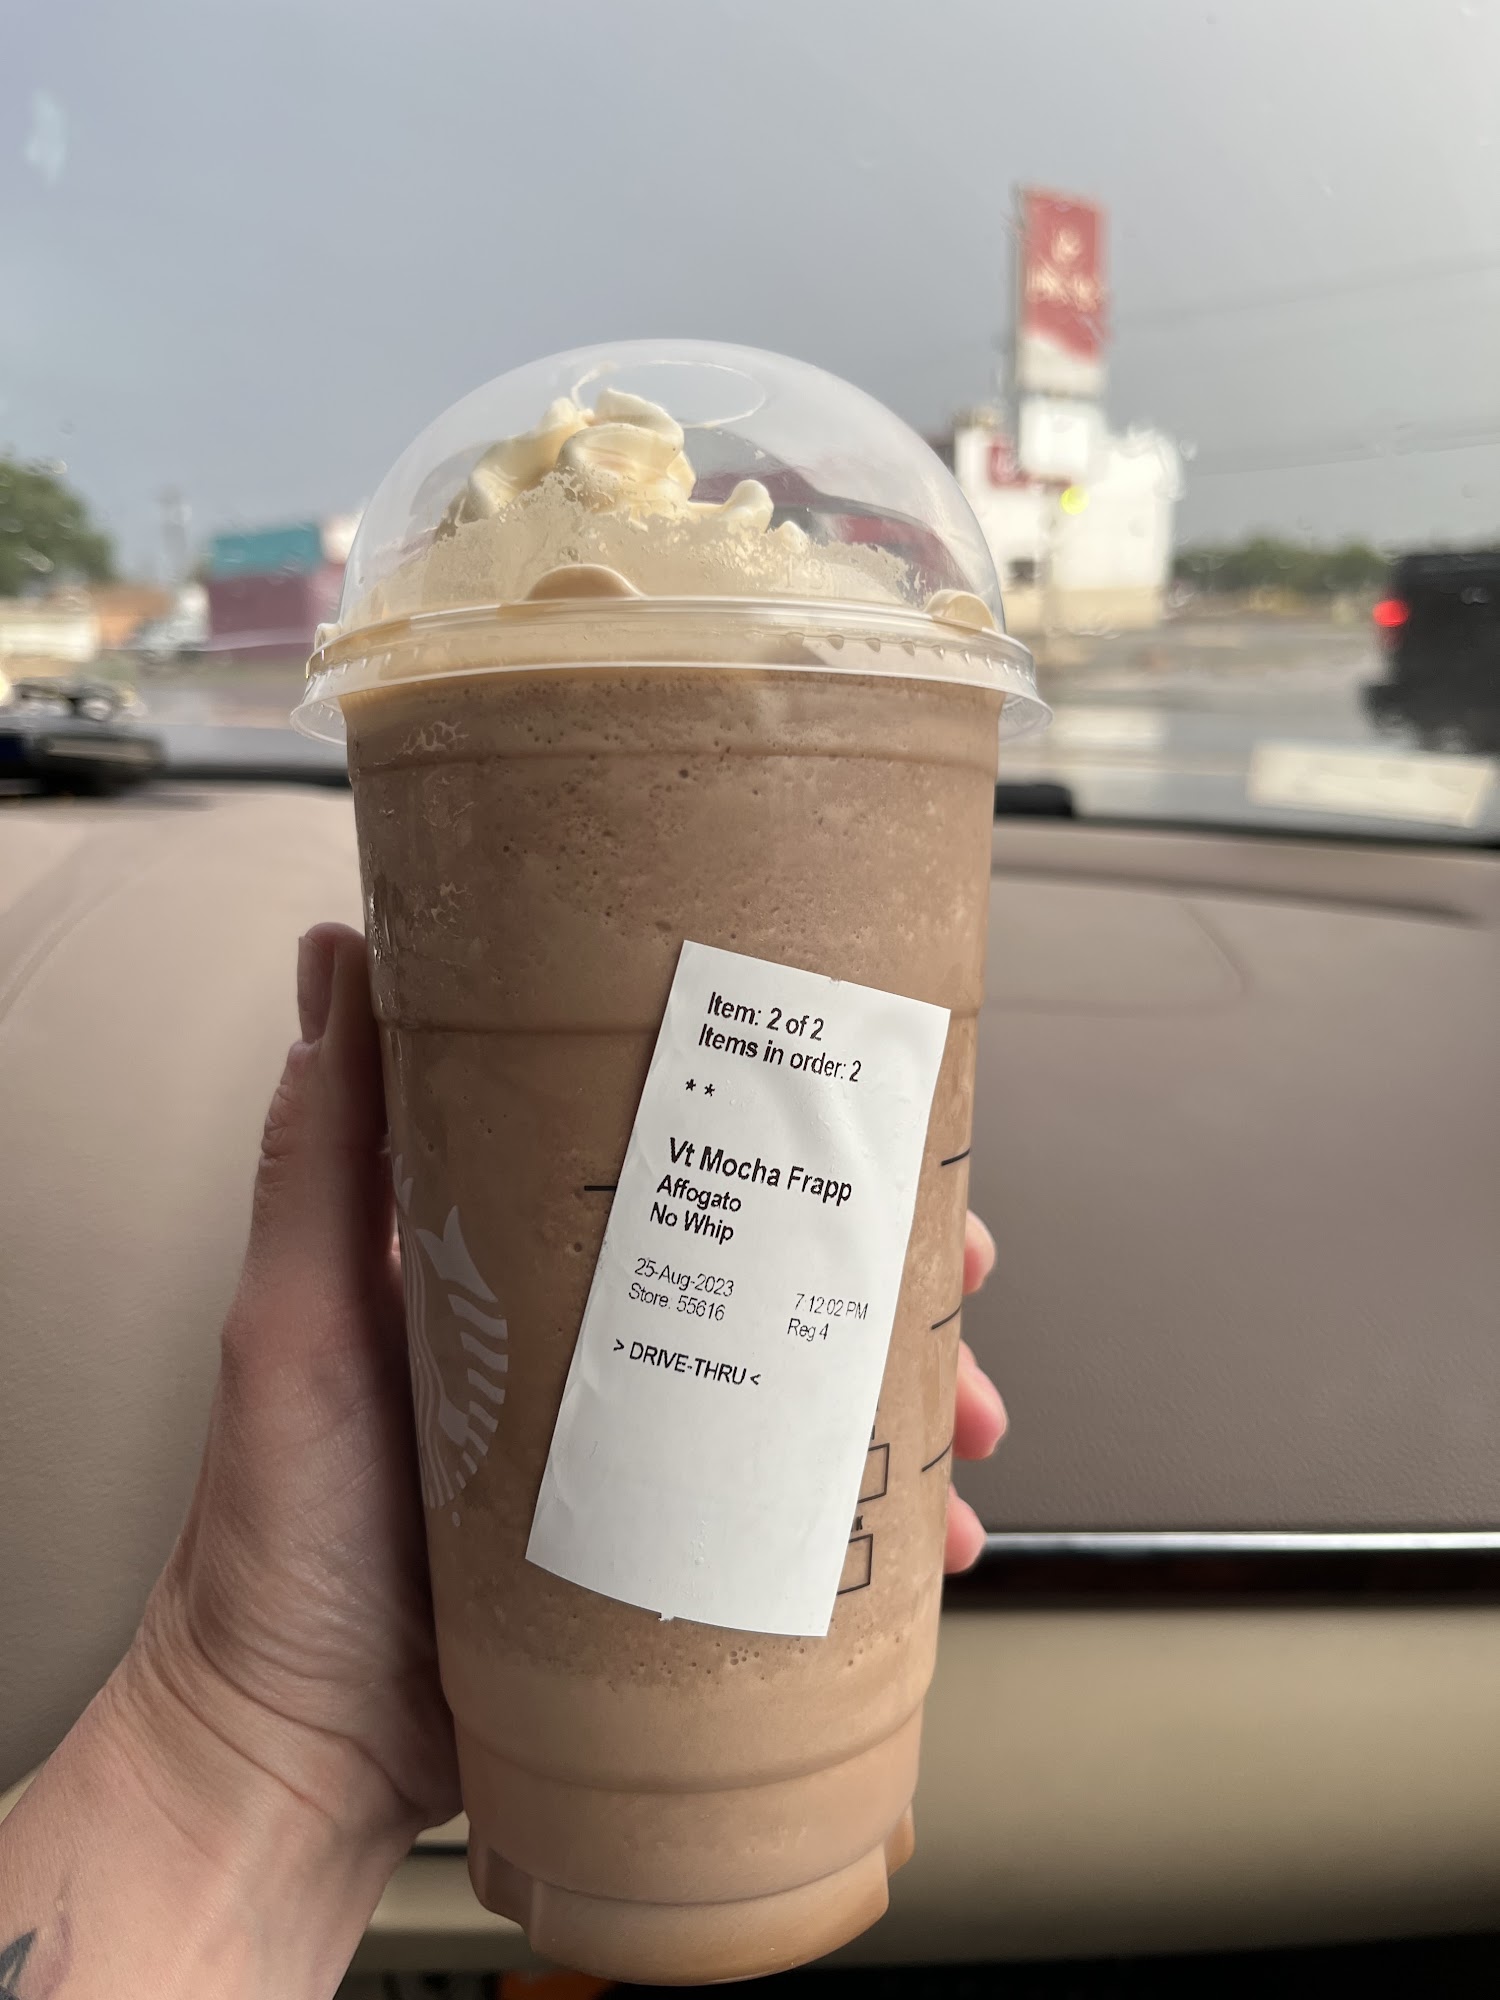 Item: 2 of 2
Items in order: 2
* *
Vt Mocha Frapp
Affogato
No Whip
25-Aug-2023 7:12:02 PM
Store: 55616 Reg 4
> DRIVE-THRU <